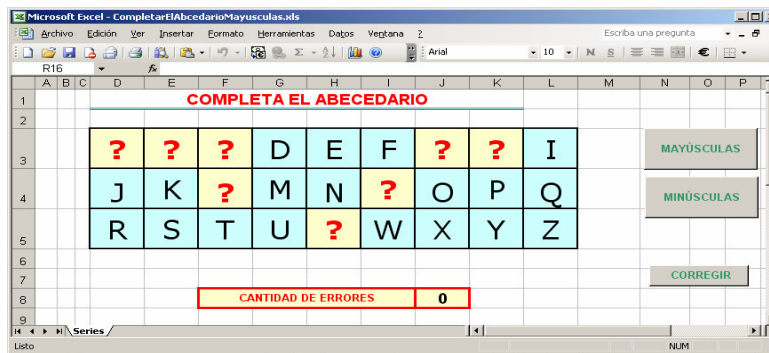 Microsoft Excel - CompletarElAbcedarioMayusculas.xls
Archivo Edición Ver Insertar Formato Herramientas Datos Ventana ? Escriba una pregunta
Arial 10 N S €
R16 fx
A B C D E F G H I J K L M N O P
1 COMPLETA EL ABECEDARIO
2
3 ? ? ? D E F ? ? I MAYÚSCULAS
4 J K ? M N ? O P Q MINÚSCULAS
5 R S T U ? W X Y Z
6
7 CORREGIR
8 CANTIDAD DE ERRORES 0
9
Series
Listo NUM